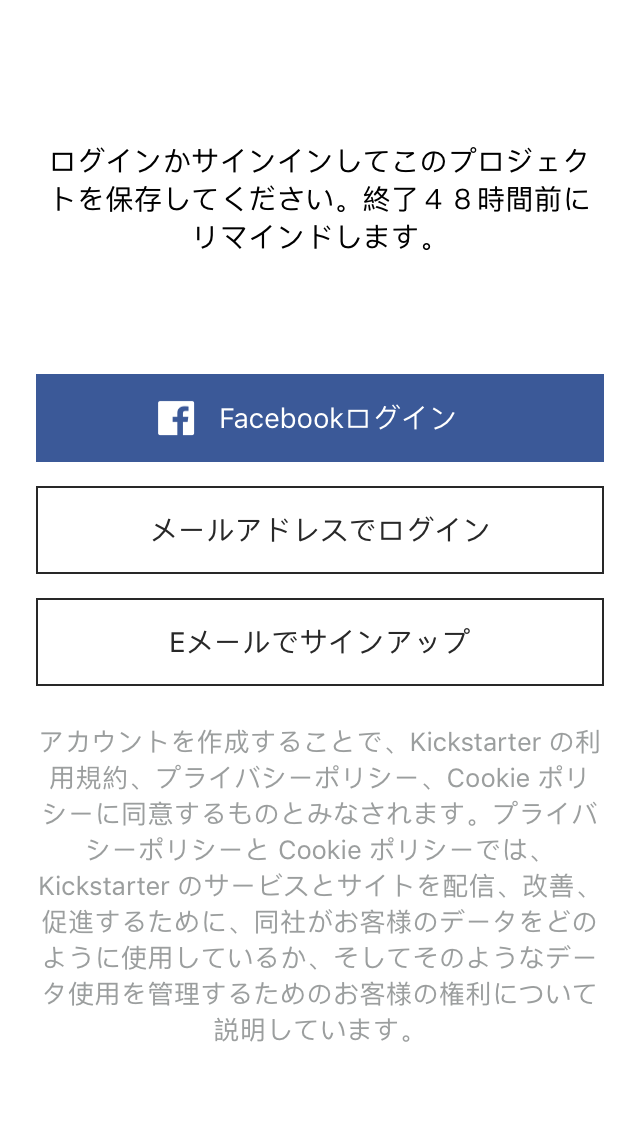 ログインかサインインしてこのプロジェク
トを保存してください。終了４８時間前に
リマインドします。
Facebookログイン
メールアドレスでログイン
Eメールでサインアップ
アカウントを作成することで、Kickstarter の利
用規約、プライバシーポリシー、Cookie ポリ
シーに同意するものとみなされます。プライバ
シーポリシーと Cookie ポリシーでは、
Kickstarter のサービスとサイトを配信、改善、
促進するために、同社がお客様のデータをどの
ように使用しているか、そしてそのようなデー
タ使用を管理するためのお客様の権利について
説明しています。